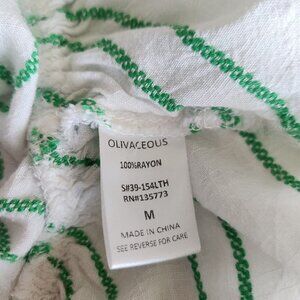 OLIVACEOUS
100%RAYON
S#39-154LTH
RN#135773
M
MADE IN CHINA
SEE REVERSE FOR CARE